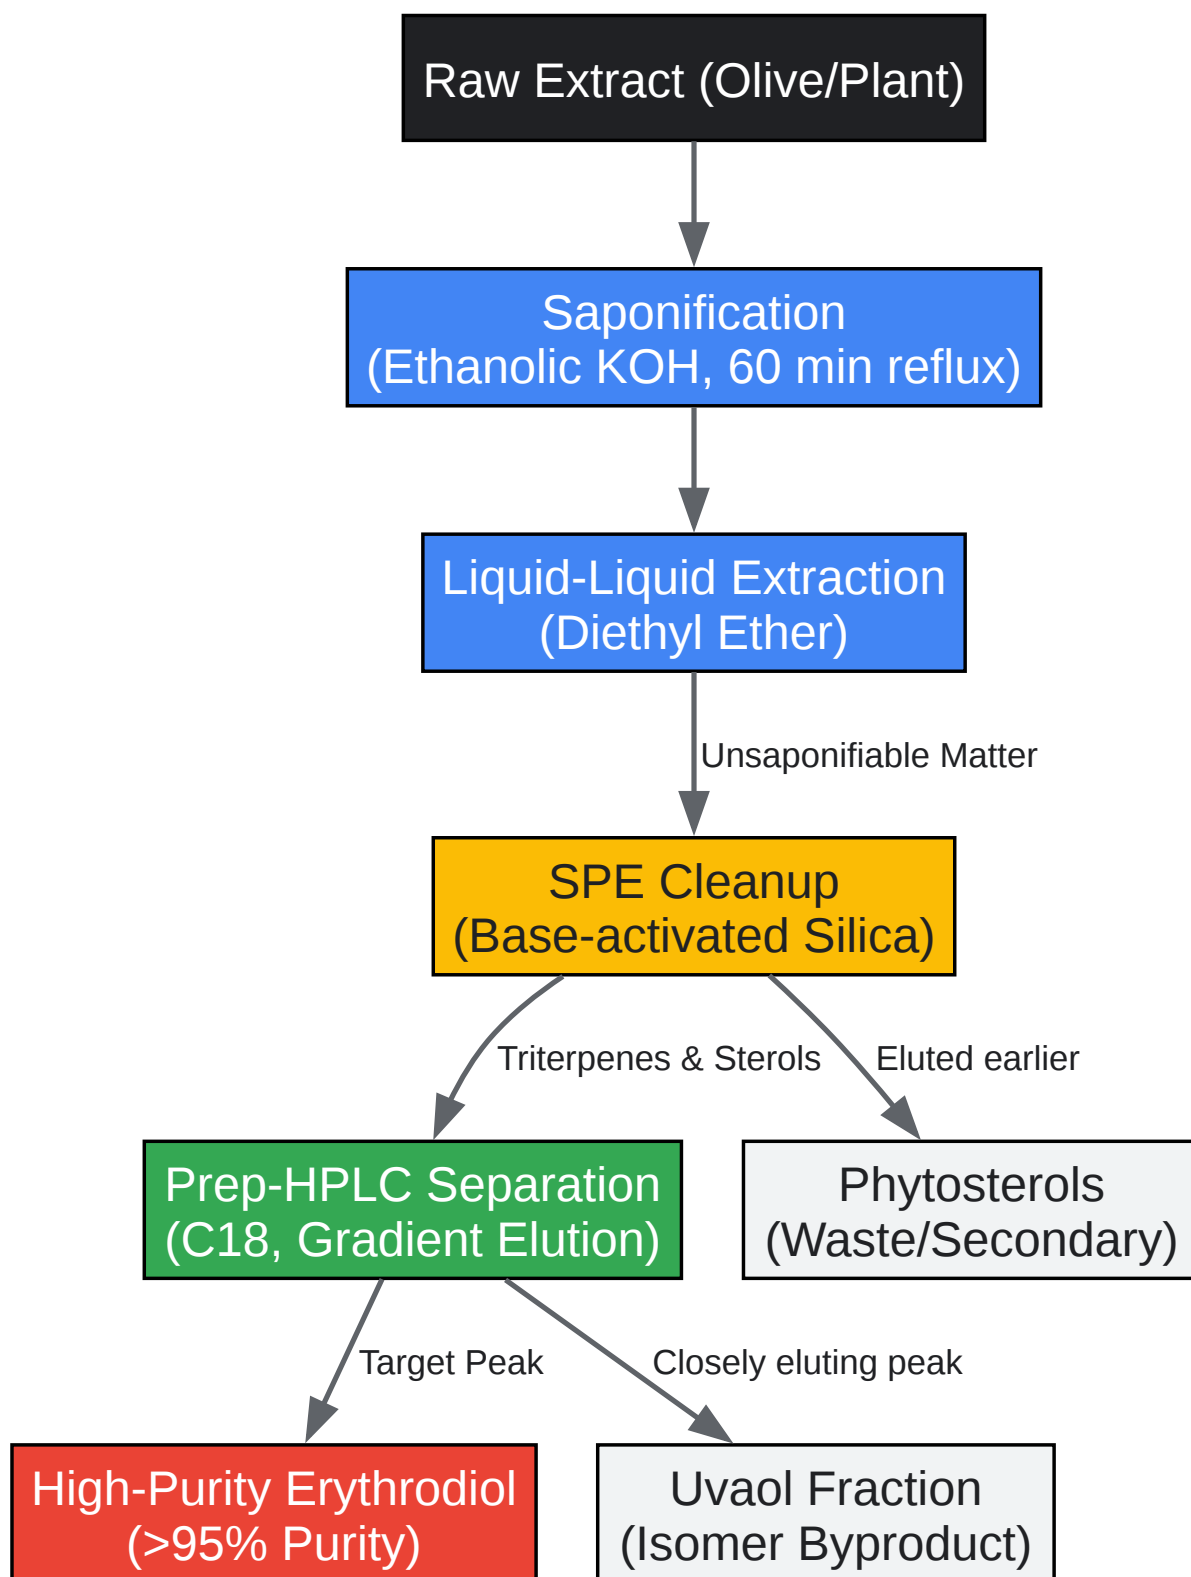 Raw Extract (Olive/Plant)
Saponification
(Ethanolic KOH, 60 min reflux)
Liquid-Liquid Extraction
(Diethyl Ether)
Unsaponifiable Matter
SPE Cleanup
(Base-activated Silica)
Triterpenes & Sterols
Eluted earlier
Prep-HPLC Separation
(C18, Gradient Elution)
Phytosterols
(Waste/Secondary)
Target Peak
Closely eluting peak
High-Purity Erythrodiol
(>95% Purity)
Uvaol Fraction
(Isomer Byproduct)